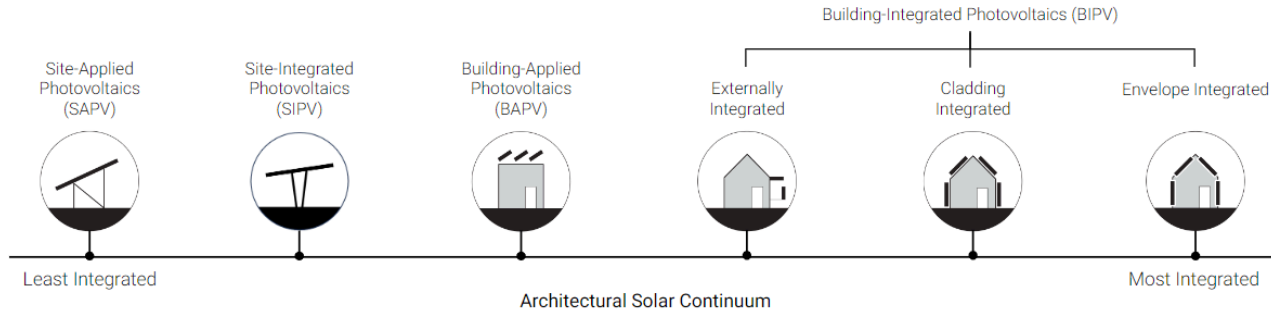 Building-Integrated Photovoltaics (BIPV)
Site-Applied
Photovoltaics
(SAPV)
Site-Integrated
Photovoltaics
(SIPV)
Building-Applied
Photovoltaics
(BAPV)
Externally
Integrated
Cladding
Integrated
Envelope Integrated
Least Integrated
Most Integrated
Architectural Solar Continuum